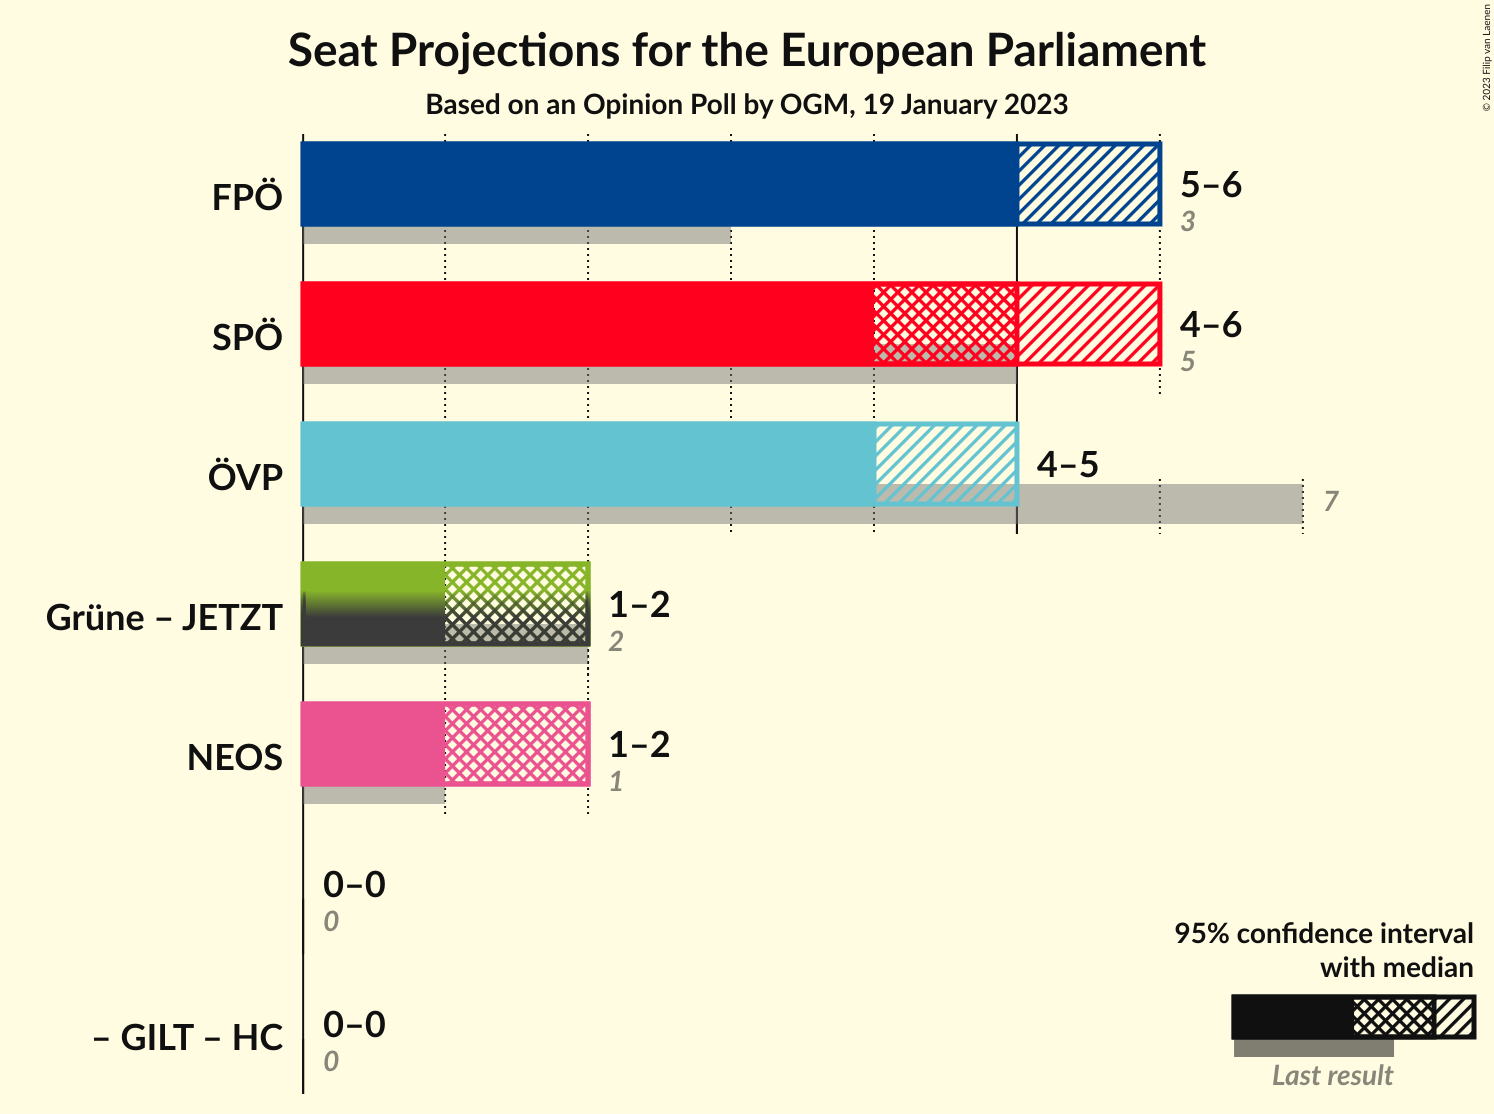 Seat Projections for the European Parliament
Based on an Opinion Poll by OGM, 19 January 2023
© 2023 Filip van Laenen
FPÖ
5–6
3
SPÖ
4–6
5
ÖVP
4–5
7
Grüne – JETZT
1–2
2
NEOS
1–2
1
0–0
0
– GILT – HC
0–0
0
95% confidence interval
with median
Last result